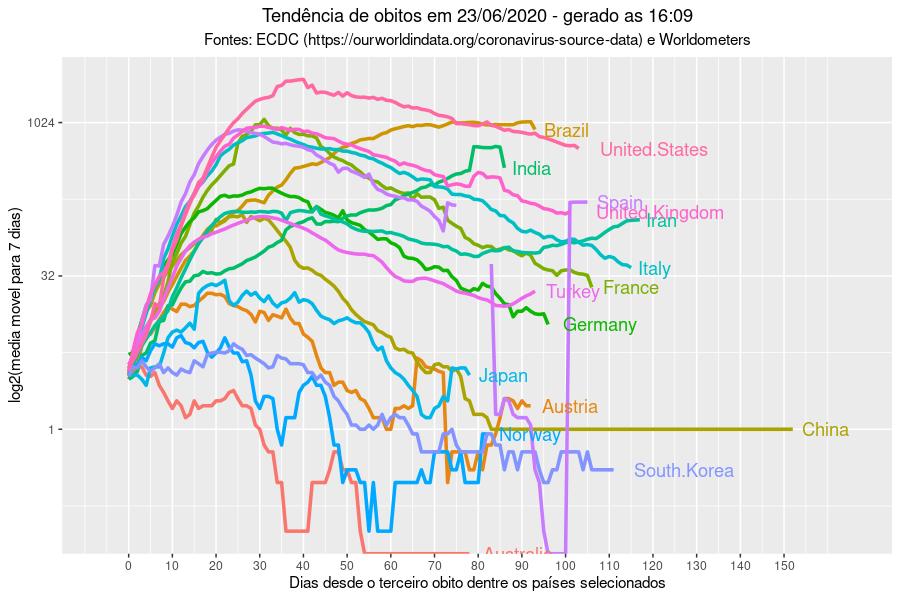 Tendência de obitos em 23/06/2020 - gerado as 16:09
Fontes: ECDC (https://ourworldindata.org/coronavirus-source-data) e Worldometers
log2(media movel para 7 dias)
1024
32
1
Brazil
United.States
India
Spain
United.Kingdom
Iran
Italy
France
Turkey
Germany
Japan
Austria
China
Norway
South.Korea
Australia
0 10 20 30 40 50 60 70 80 90 100 110 120 130 140 150
Dias desde o terceiro obito dentre os países selecionados